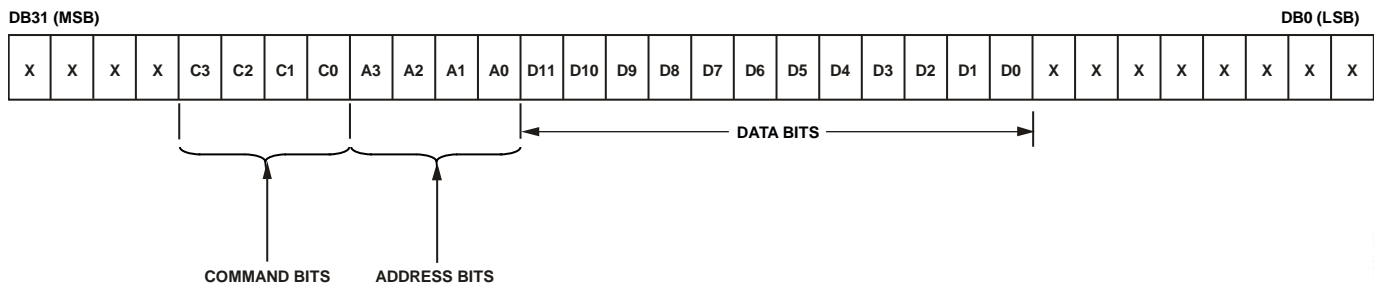 DB31 (MSB) DB0 (LSB)
X X X X C3 C2 C1 C0 A3 A2 A1 A0 D11 D10 D9 D8 D7 D6 D5 D4 D3 D2 D1 D0 X X X X X X X X
DATA BITS
COMMAND BITS ADDRESS BITS